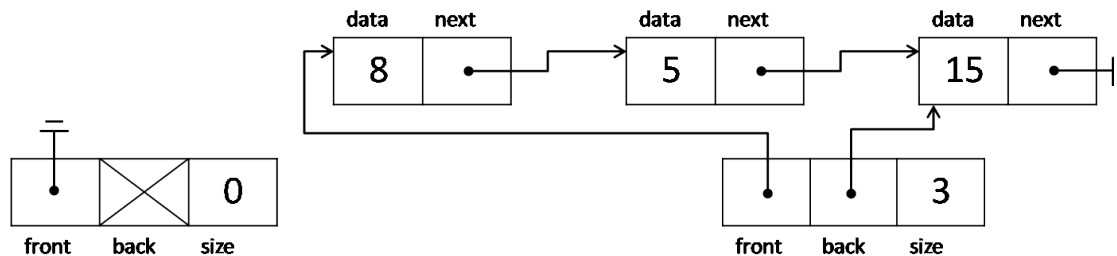 data next data next data next
8 5 15
0 3
front back size front back size